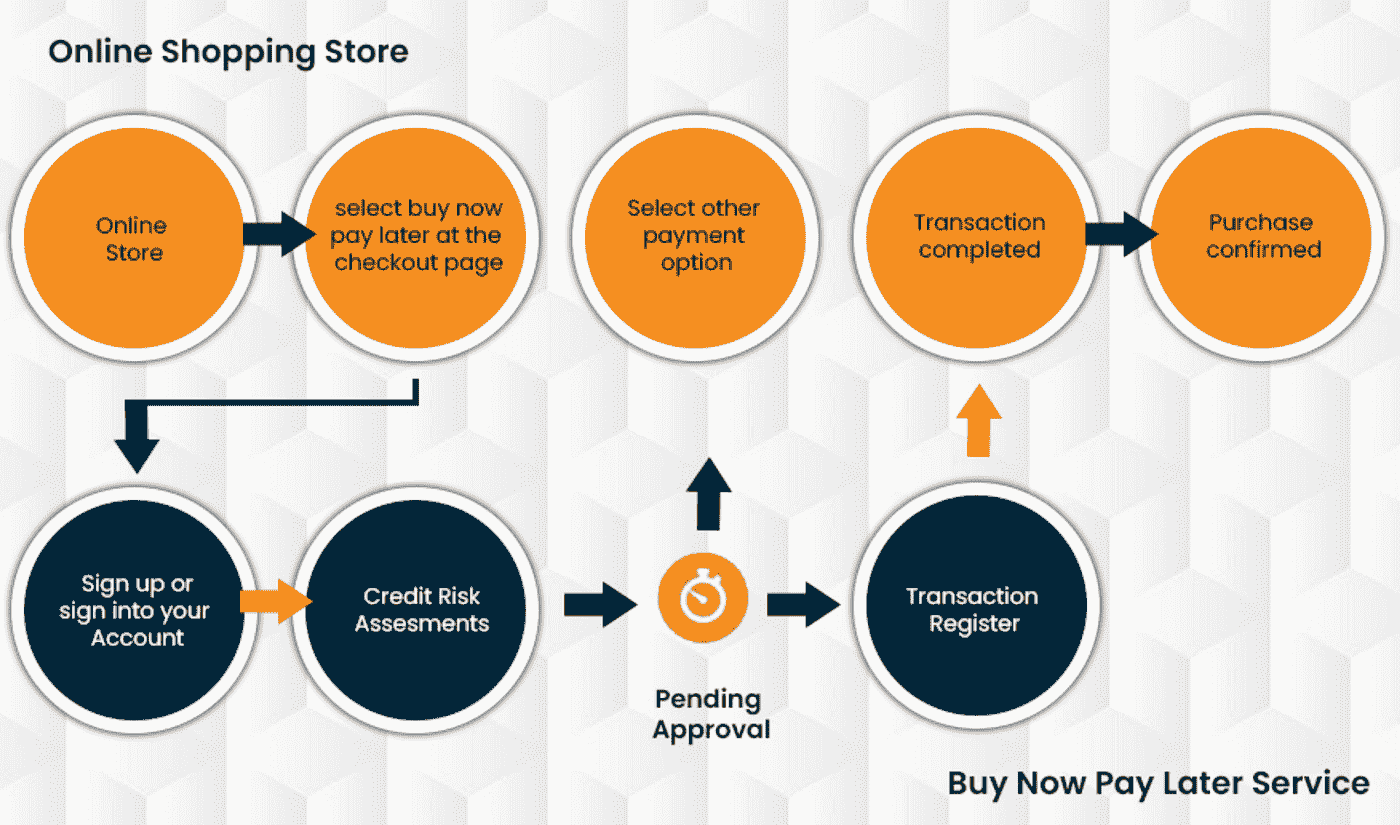 Online Shopping Store
Online
Store
select buy now
pay later at the
checkout page
Select other
payment
option
Transaction
completed
Purchase
confirmed
Sign up or
sign into your
Account
Credit Risk
Assesments
Pending
Approval
Transaction
Register
Buy Now Pay Later Service